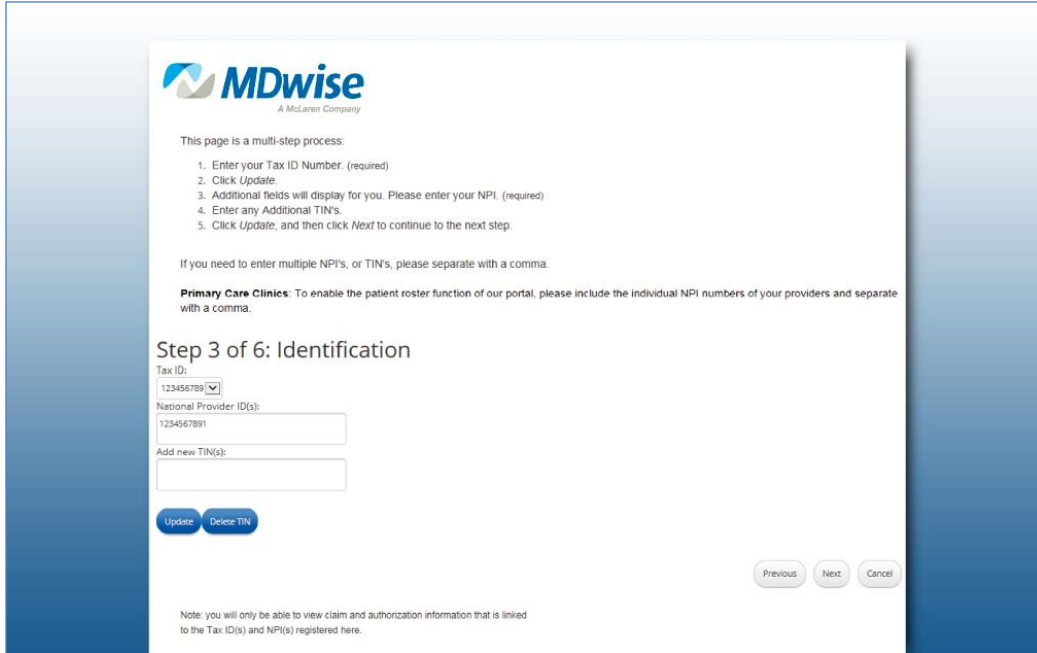 MDwise
A McLaren Company
This page is a multi-step process:
1. Enter your Tax ID Number. (required)
2. Click Update.
3. Additional fields will display for you. Please enter your NPI. (required)
4. Enter any Additional TIN's.
5. Click Update, and then click Next to continue to the next step.
If you need to enter multiple NPI's, or TIN's, please separate with a comma.
Primary Care Clinics: To enable the patient roster function of our portal, please include the individual NPI numbers of your providers and separate
with a comma.
Step 3 of 6: Identification
Tax ID:
123456789
National Provider ID(s):
1234567891
Add new TIN(s):
Update Delete TIN
Previous Next Cancel
Note: you will only be able to view claim and authorization information that is linked
to the Tax ID(s) and NPI(s) registered here.